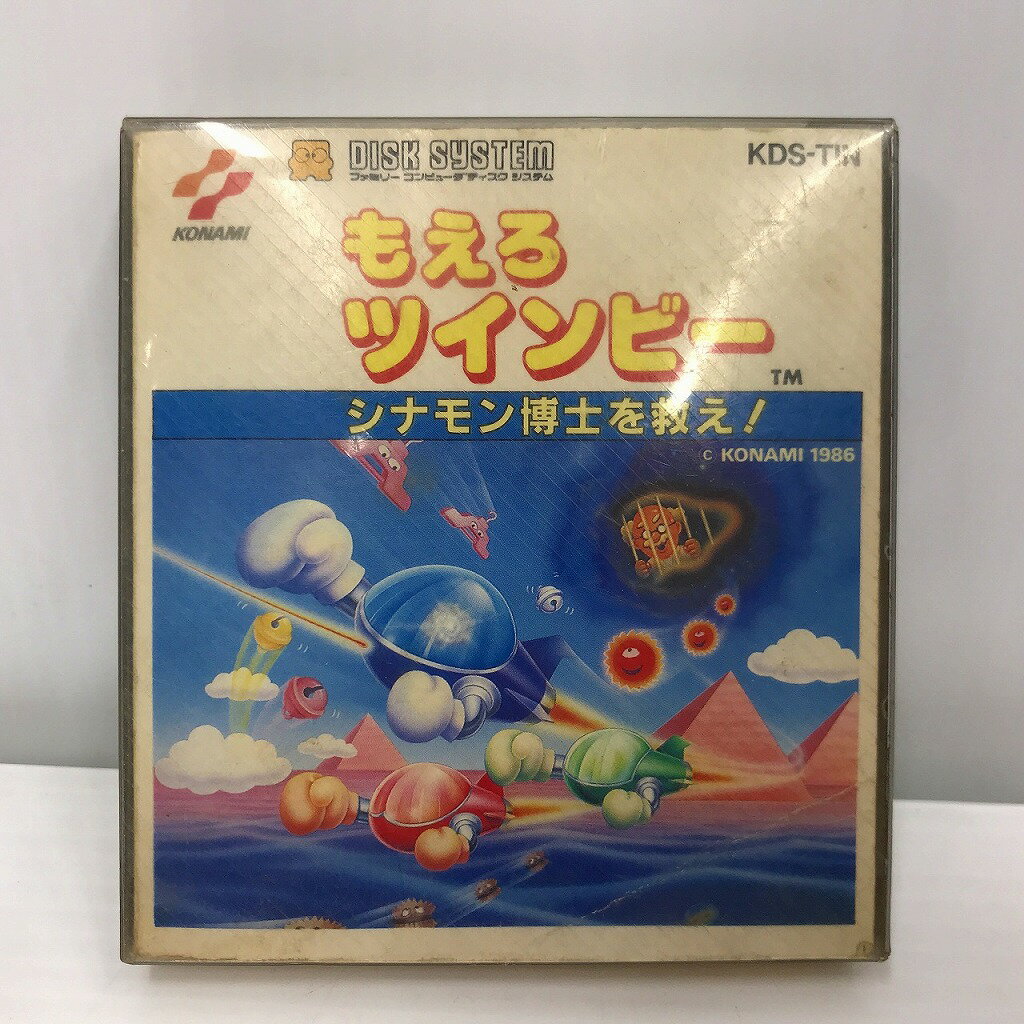 DISK SYSTEM
ファミリー コンピュータ ディスク システム
KDS-TIN
KONAMI
もえろ
ツインビー
TM
シナモン博士を救え!
© KONAMI 1986